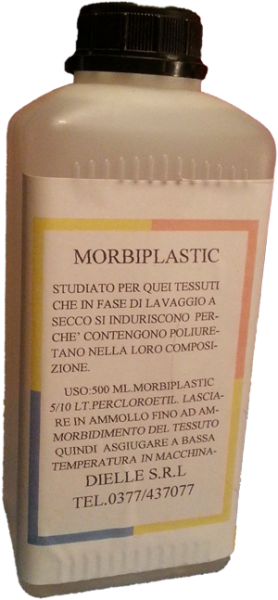 MORBIPLASTIC
STUDIATO PER QUEI TESSUTI
CHE IN FASE DI LAVAGGIO A
SECCO SI INDURISCONO PER-
CHE' CONTENGONO POLIURE-
TANO NELLA LORO COMPOSI-
ZIONE.
USO:500 ML.MORBIPLASTIC
5/10 LT.PERCLOROETIL. LASCIA-
RE IN AMMOLLO FINO AD AM-
MORBIDIMENTO DEL TESSUTO
QUINDI ASGIUGARE A BASSA
TEMPERATURA IN MACCHINA-
DIELLE S.R.L
TEL.0377/437077